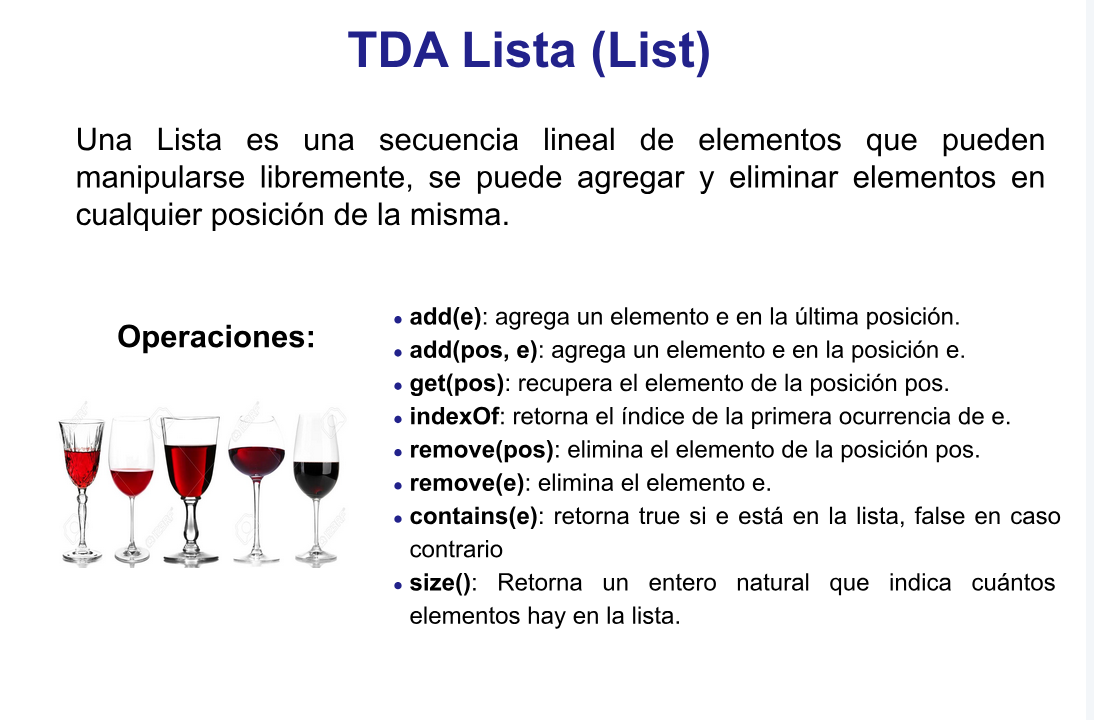 TDA Lista (List)
Una Lista es una secuencia lineal de elementos que pueden
manipularse libremente, se puede agregar y eliminar elementos en
cualquier posición de la misma.
Operaciones:
• add(e): agrega un elemento e en la última posición.
• add(pos, e): agrega un elemento e en la posición e.
• get(pos): recupera el elemento de la posición pos.
• indexOf: retorna el índice de la primera ocurrencia de e.
• remove(pos): elimina el elemento de la posición pos.
• remove(e): elimina el elemento e.
• contains(e): retorna true si e está en la lista, false en caso
contrario
• size(): Retorna un entero natural que indica cuántos
elementos hay en la lista.